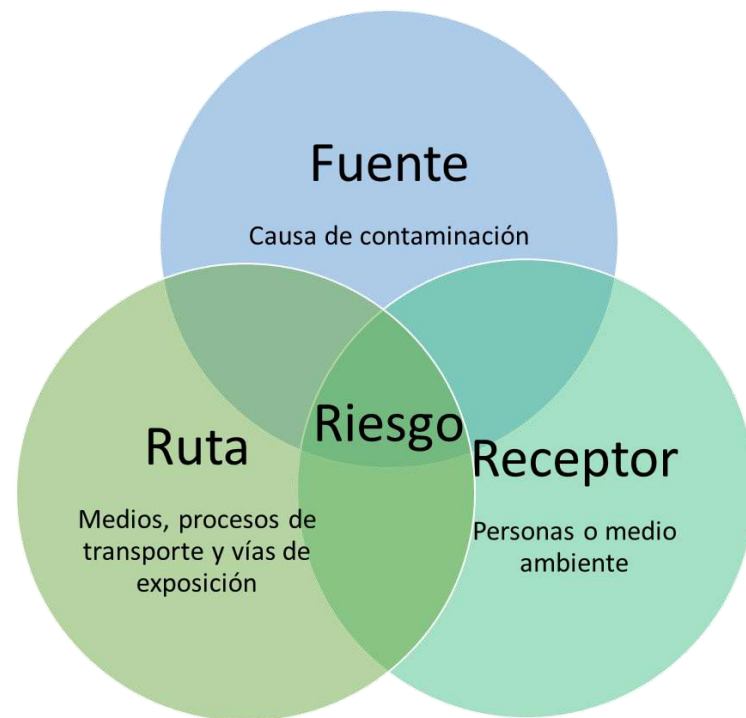 Fuente
Causa de contaminación
Riesgo
Ruta
Medios, procesos de
transporte y vías de
exposición
Receptor
Personas o medio
ambiente